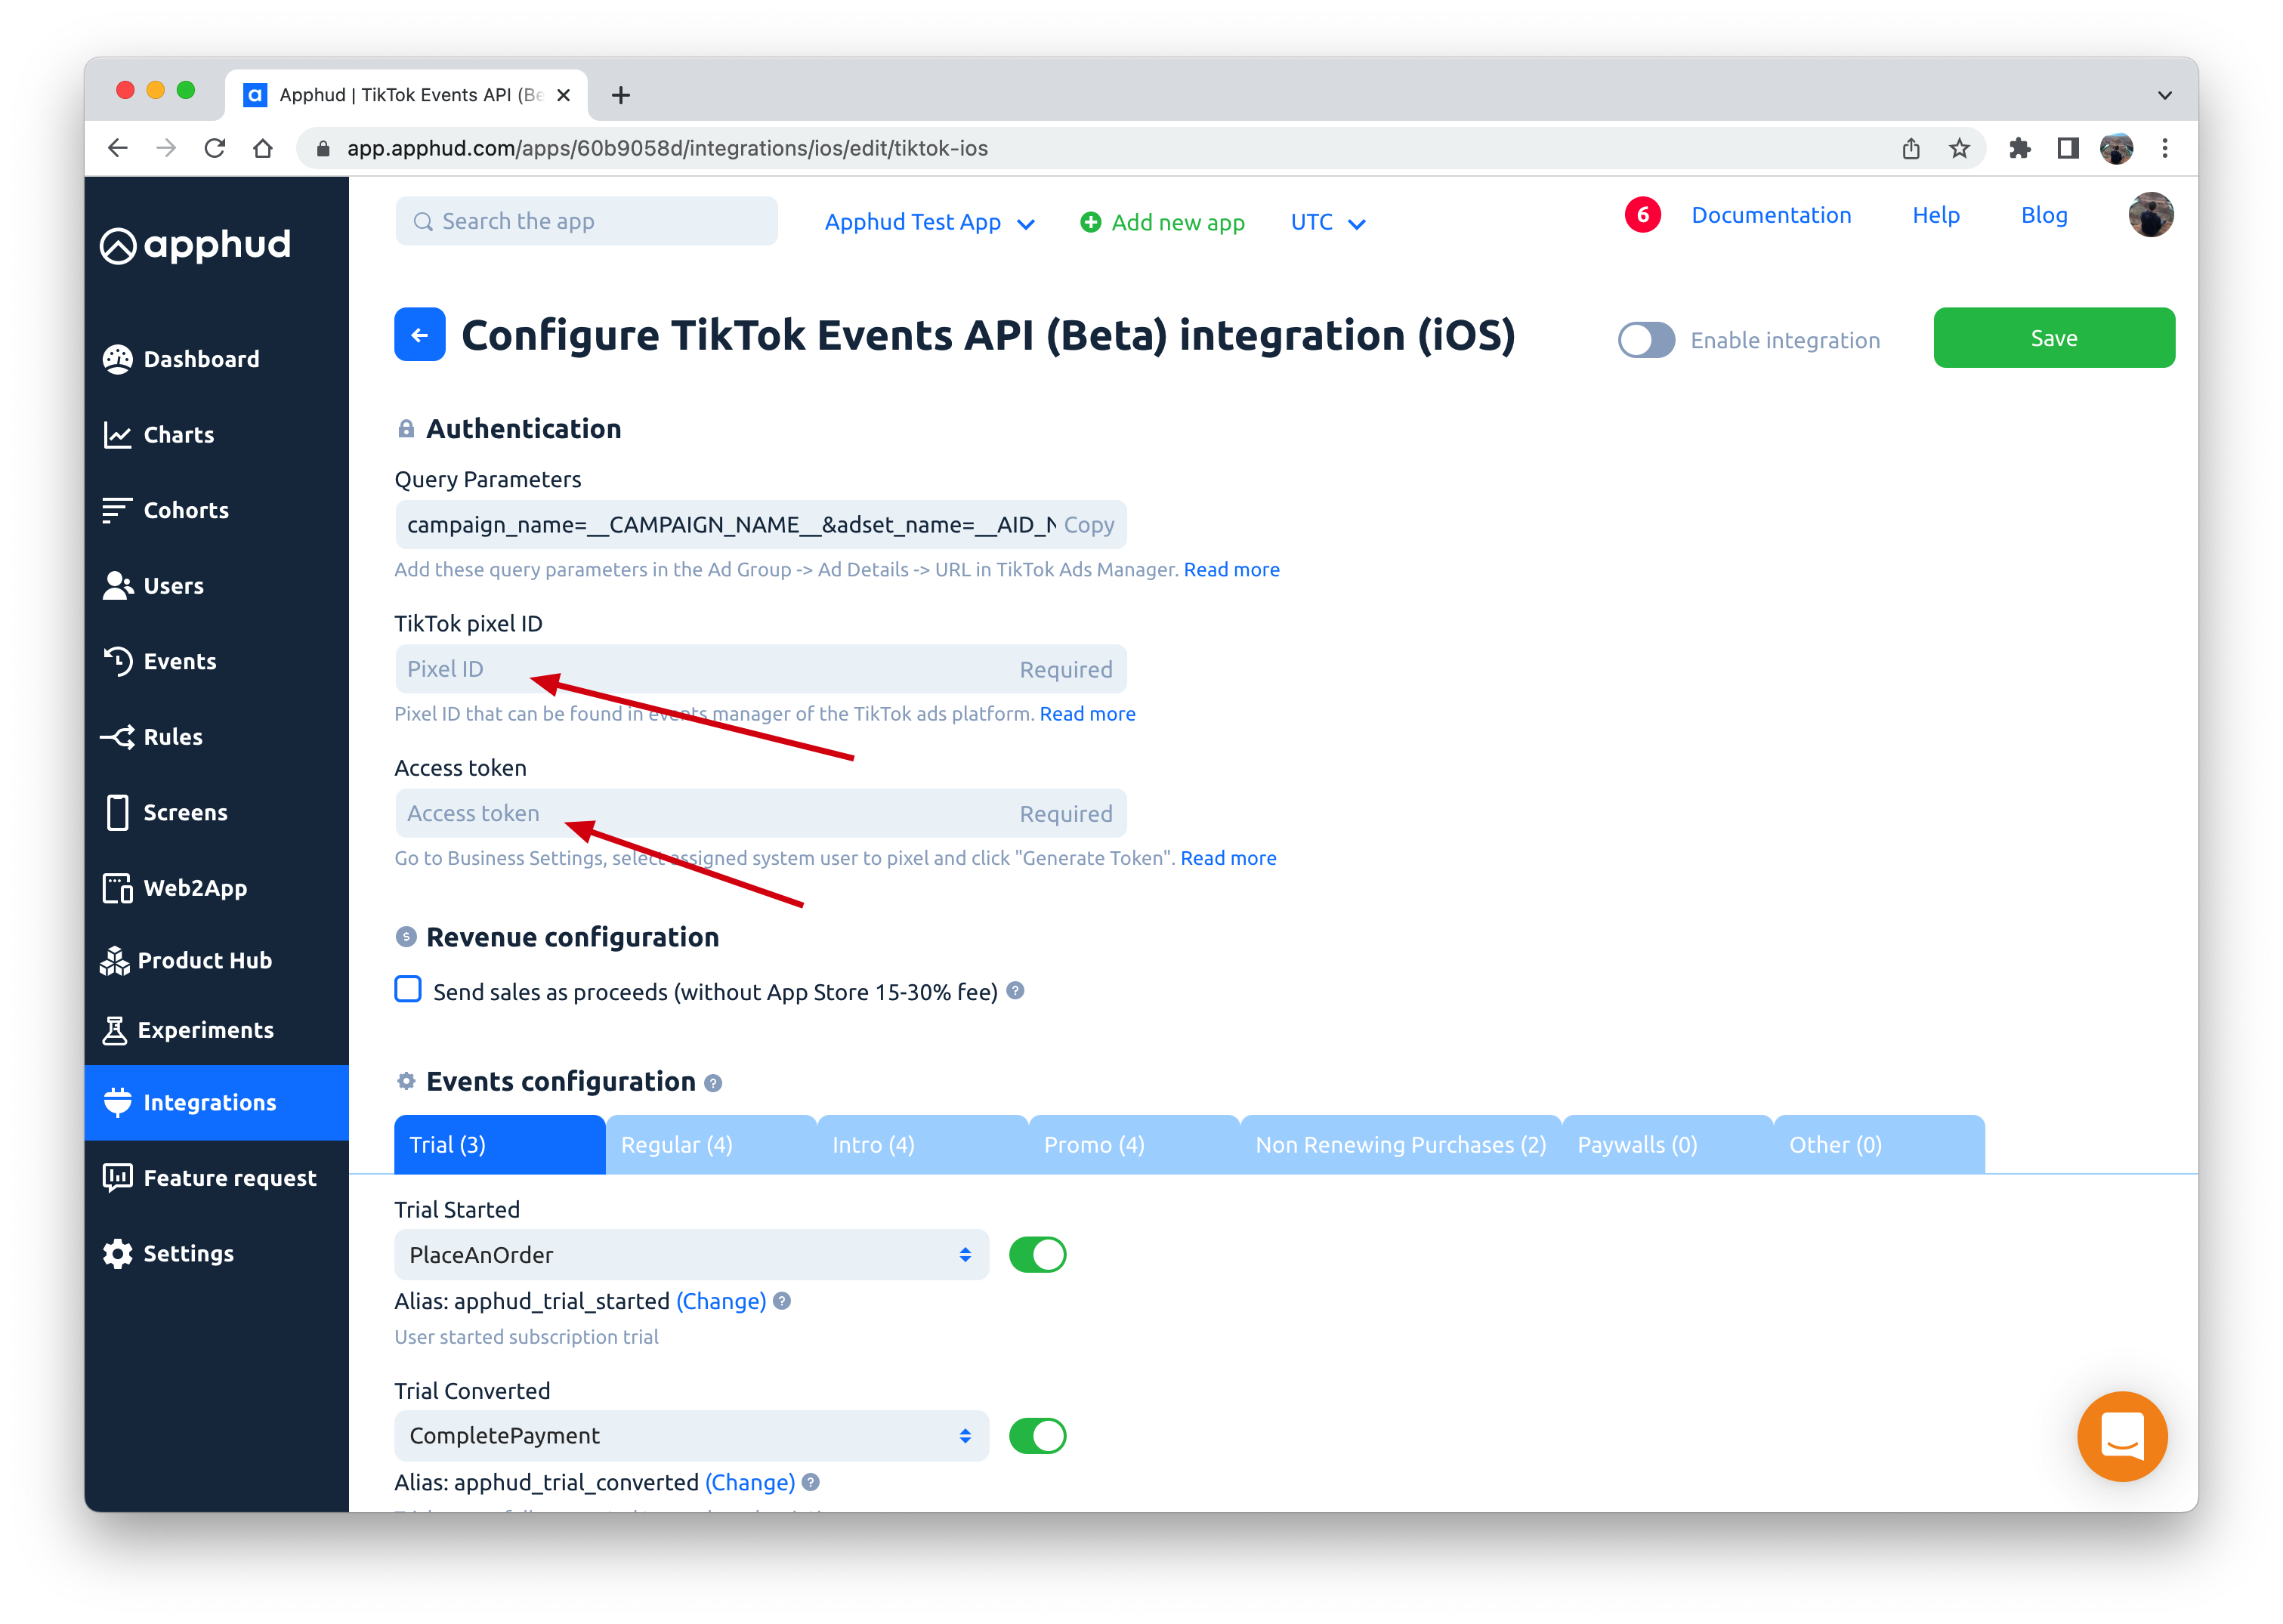 Apphud | TikTok Events API (Be
app.apphud.com/apps/60b9058d/integrations/ios/edit/tiktok-ios
apphud
Search the app
Apphud Test App
Add new app
UTC
6
Documentation
Help
Blog
Dashboard
Charts
Cohorts
Users
Events
Rules
Screens
Web2App
Product Hub
Experiments
Integrations
Feature request
Settings
Configure TikTok Events API (Beta) integration (iOS)
Enable integration
Save
Authentication
Query Parameters
campaign_name=__CAMPAIGN_NAME__&adset_name=__AID_N Copy
Add these query parameters in the Ad Group -> Ad Details -> URL in TikTok Ads Manager. Read more
TikTok pixel ID
Pixel ID Required
Pixel ID that can be found in events manager of the TikTok ads platform. Read more
Access token
Access token Required
Go to Business Settings, select assigned system user to pixel and click "Generate Token". Read more
Revenue configuration
Send sales as proceeds (without App Store 15-30% fee) ?
Events configuration ?
Trial (3)
Regular (4)
Intro (4)
Promo (4)
Non Renewing Purchases (2)
Paywalls (0)
Other (0)
Trial Started
PlaceAnOrder
Alias: apphud_trial_started (Change) ?
User started subscription trial
Trial Converted
CompletePayment
Alias: apphud_trial_converted (Change) ?